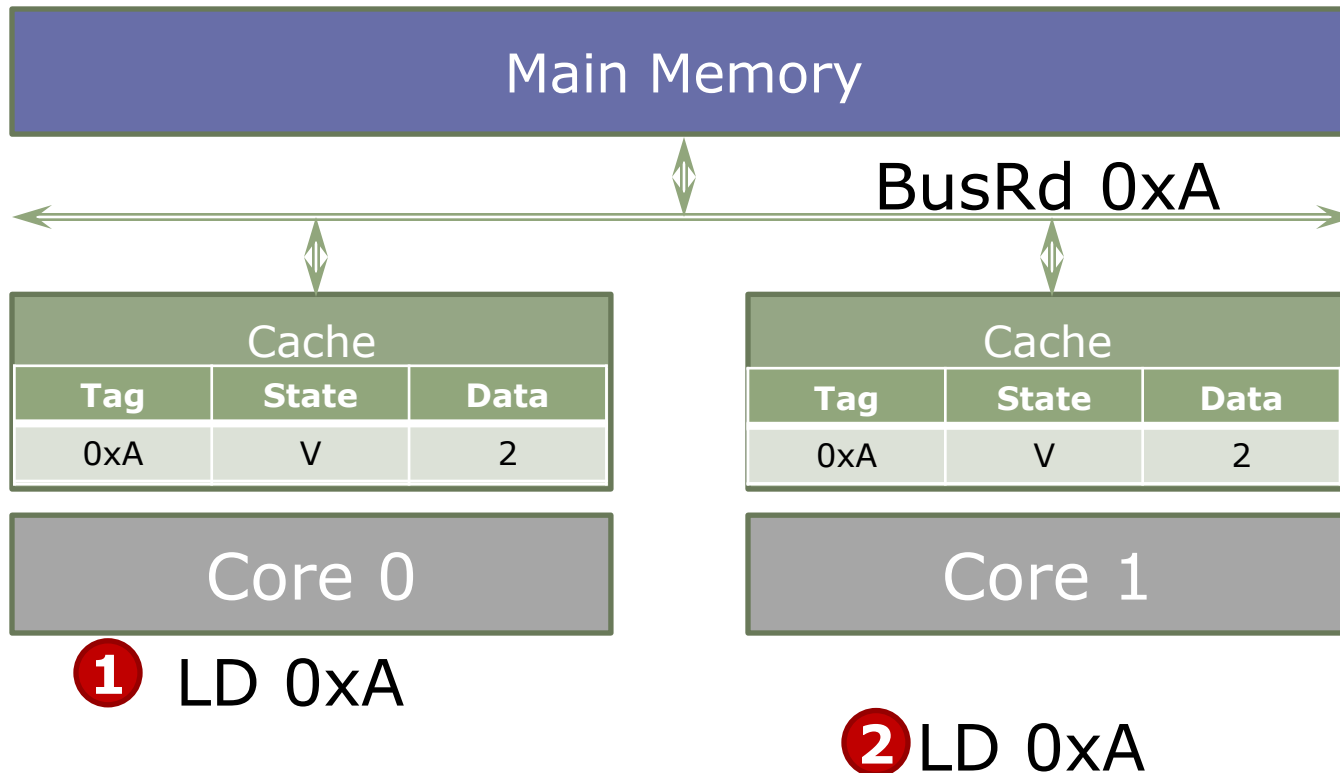 Main Memory
BusRd 0xA
Cache
Tag State Data
0xA V 2
Cache
Tag State Data
0xA V 2
Core 0
Core 1
1 LD 0xA
2 LD 0xA